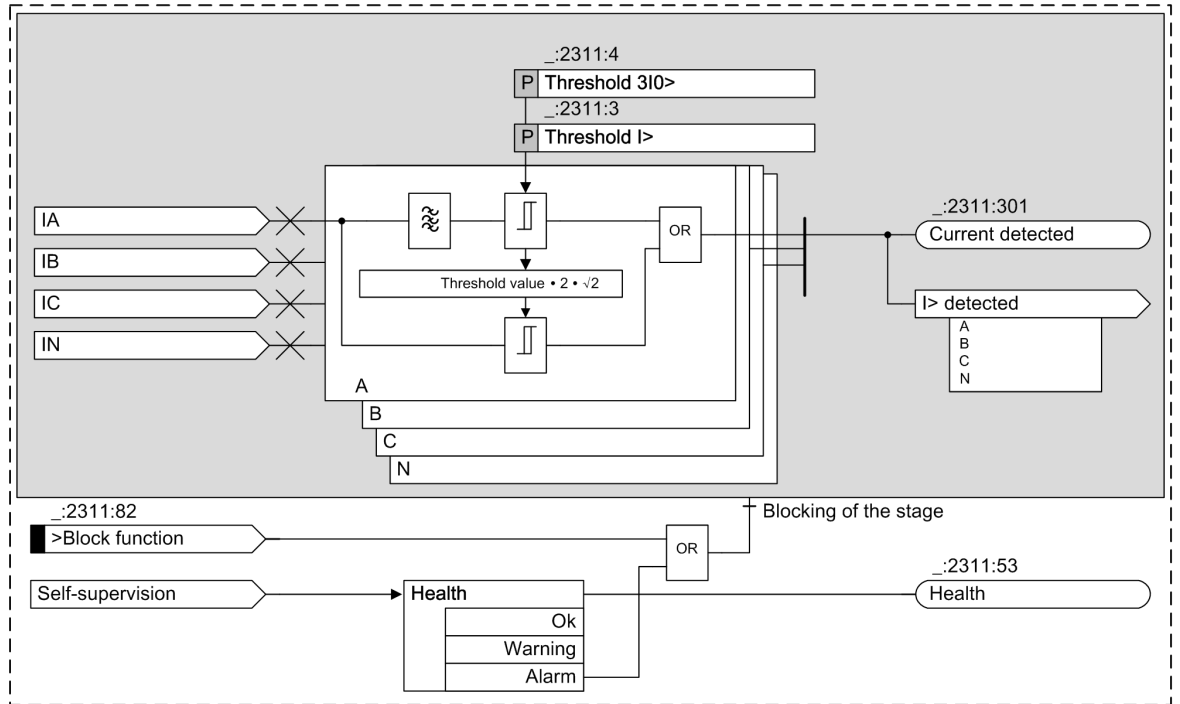 _:2311:4
P Threshold 3I0>
_:2311:3
P Threshold I>
IA
IB
IC
IN
OR
Threshold value • 2 • √2
A
B
C
N
_:2311:301
Current detected
I> detected
A
B
C
N
_:2311:82
>Block function
OR
Blocking of the stage
Self-supervision
Health
Ok
Warning
Alarm
_:2311:53
Health